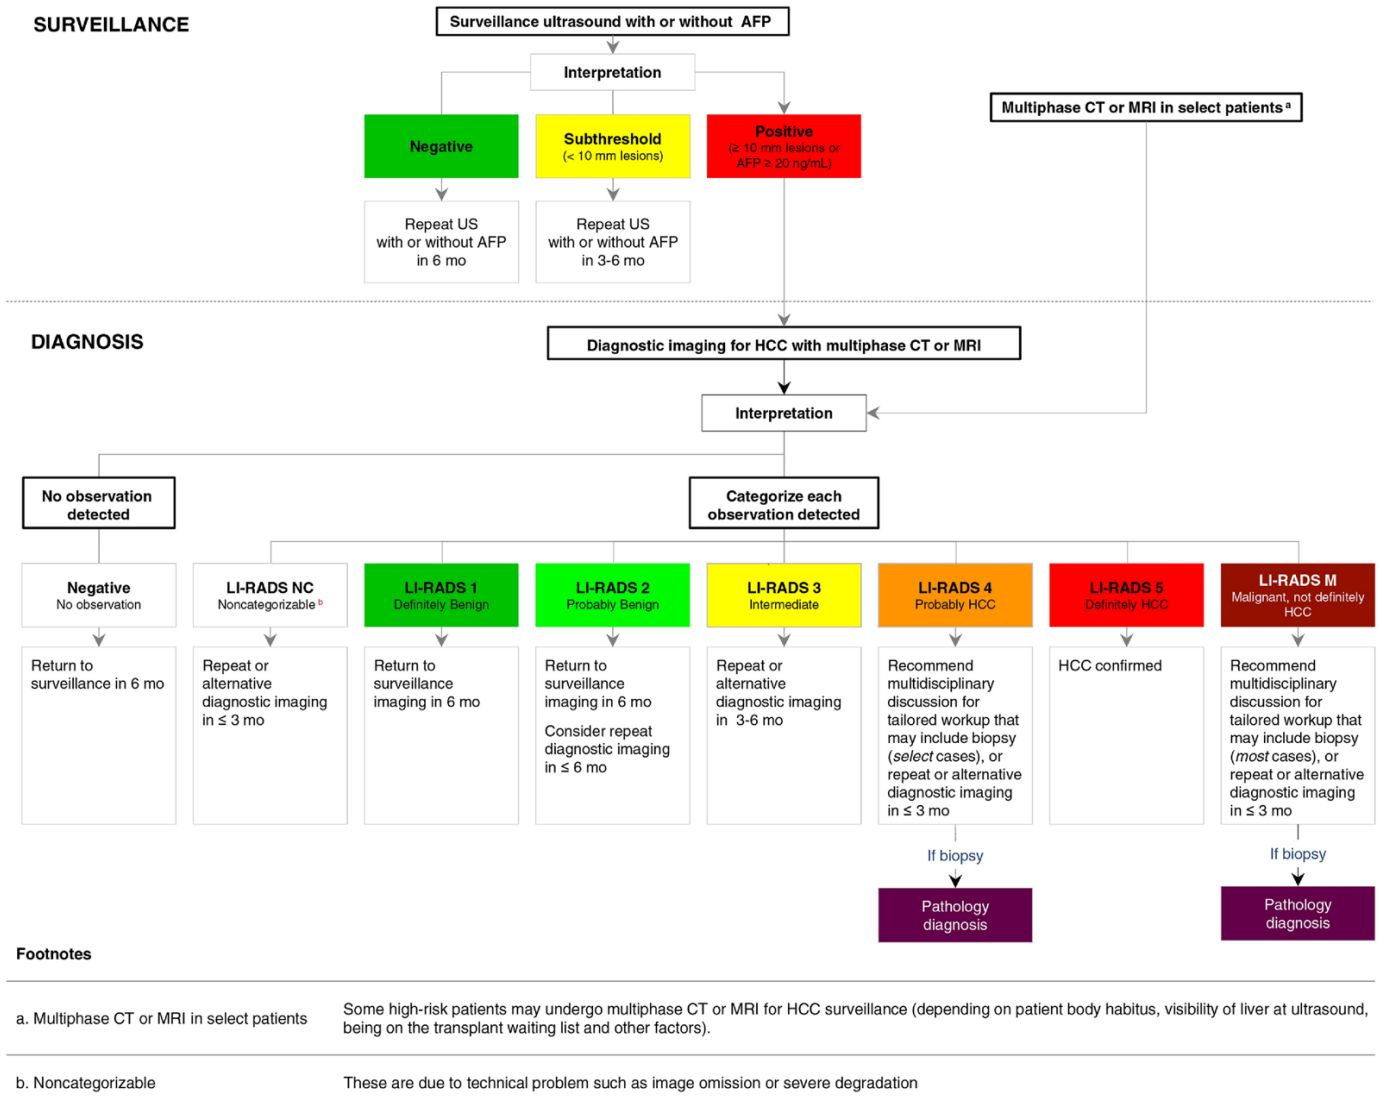 SURVEILLANCE
Surveillance ultrasound with or without AFP
Interpretation
Multiphase CT or MRI in select patients a
Negative
Subthreshold
(< 10 mm lesions)
Positive
(≥ 10 mm lesions or
AFP ≥ 20 ng/mL)
Repeat US
with or without AFP
in 6 mo
Repeat US
with or without AFP
in 3-6 mo
DIAGNOSIS
Diagnostic imaging for HCC with multiphase CT or MRI
Interpretation
No observation
detected
Categorize each
observation detected
Negative
No observation
LI-RADS NC
Noncategorizable b
LI-RADS 1
Definitely Benign
LI-RADS 2
Probably Benign
LI-RADS 3
Intermediate
LI-RADS 4
Probably HCC
LI-RADS 5
Definitely HCC
LI-RADS M
Malignant, not definitely
HCC
Return to
surveillance in 6 mo
Repeat or
alternative
diagnostic imaging
in ≤ 3 mo
Return to
surveillance
imaging in 6 mo
Return to
surveillance
imaging in 6 mo
Consider repeat
diagnostic imaging
in ≤ 6 mo
Repeat or
alternative
diagnostic imaging
in 3-6 mo
Recommend
multidisciplinary
discussion for
tailored workup that
may include biopsy
(select cases), or
repeat or alternative
diagnostic imaging
in ≤ 3 mo
HCC confirmed
Recommend
multidisciplinary
discussion for
tailored workup that
may include biopsy
(most cases), or
repeat or alternative
diagnostic imaging
in ≤ 3 mo
If biopsy
If biopsy
Pathology
diagnosis
Pathology
diagnosis
Footnotes
a. Multiphase CT or MRI in select patients
Some high-risk patients may undergo multiphase CT or MRI for HCC surveillance (depending on patient body habitus, visibility of liver at ultrasound,
being on the transplant waiting list and other factors).
b. Noncategorizable
These are due to technical problem such as image omission or severe degradation